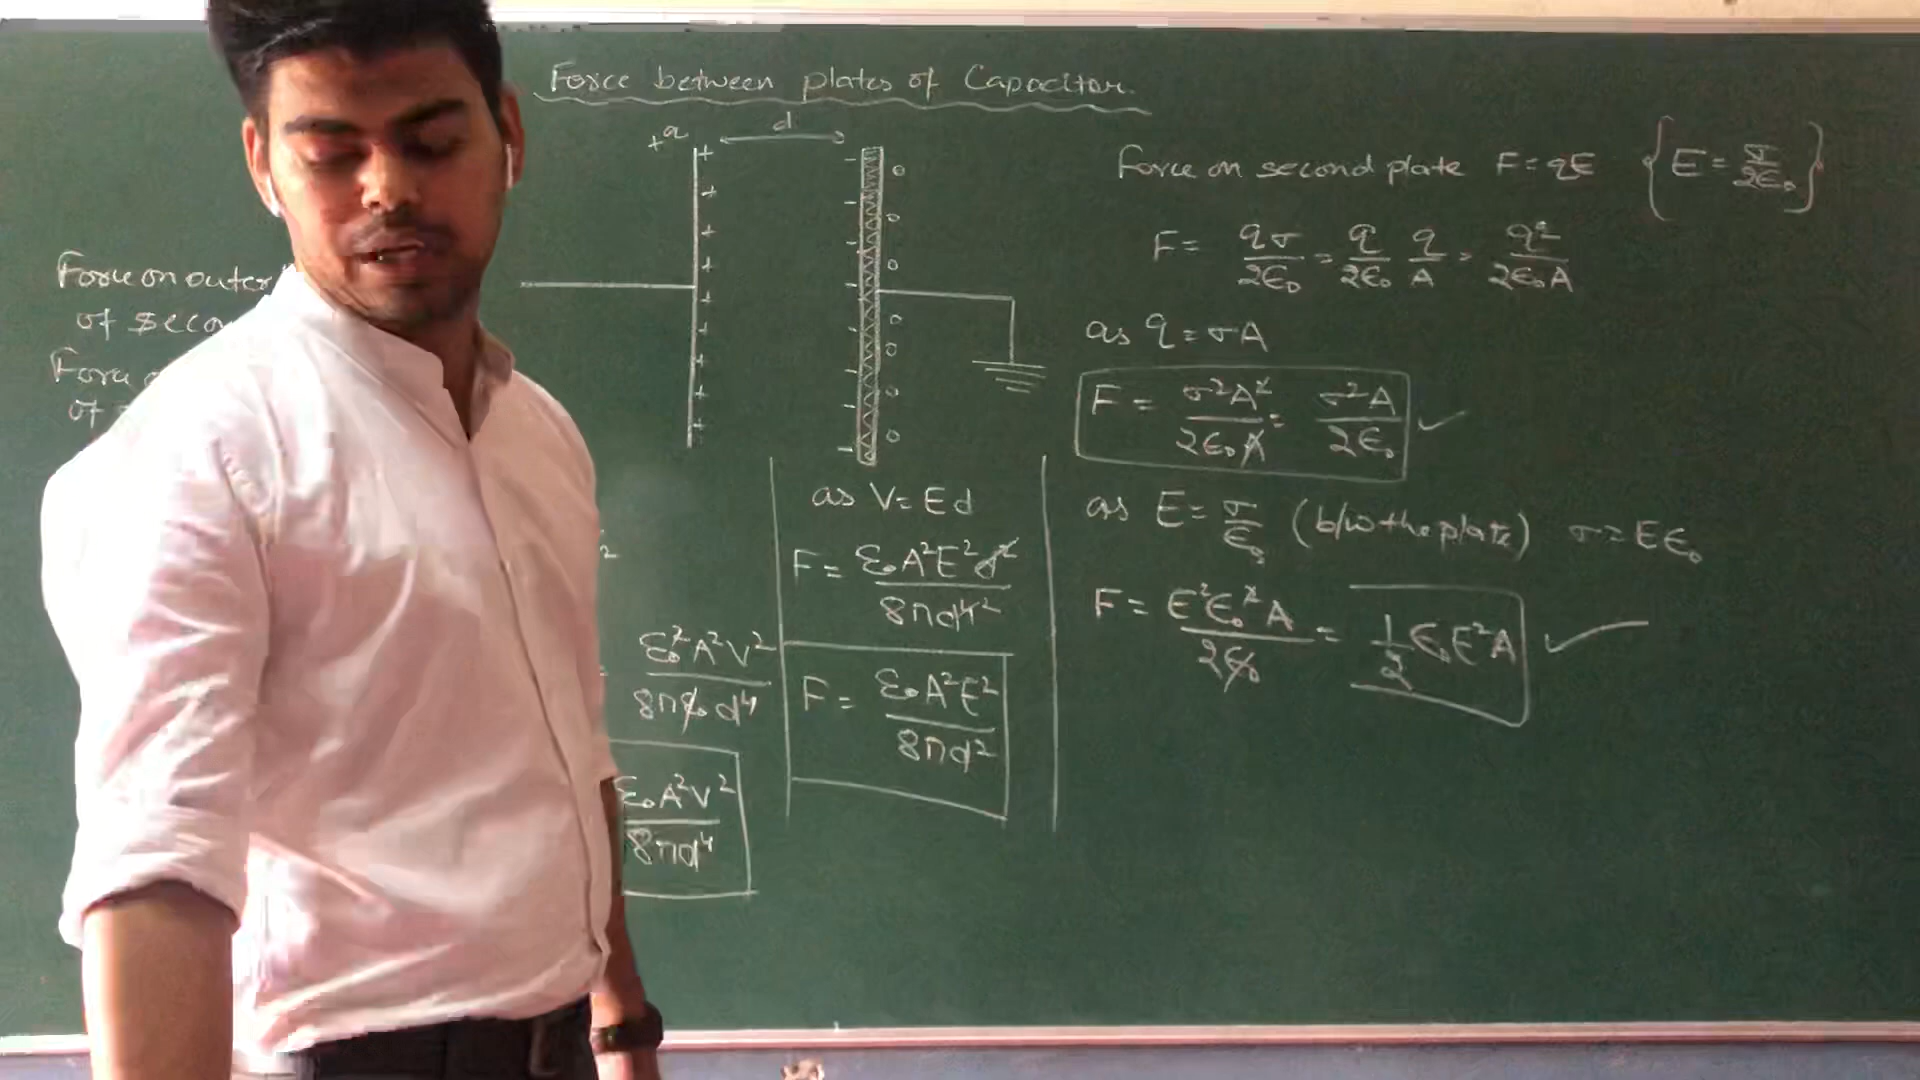 Force between plates of Capacitor.
+q
d
Force on outer
of seco
Force
of
as V = Ed
F = ε₀A²E²d² / 8πd⁴²
F = ε₀A²E² / 8πd²
ε₀²A²V² / 8πε₀d⁴
ε₀A²V² / 8πd⁴
Force on second plate F = qE { E = σ / 2ε₀ }
F = qσ / 2ε₀ = q / 2ε₀ q / A = q² / 2ε₀A
as q = σA
F = σ²A² / 2ε₀A = σ²A / 2ε₀
as E = σ / ε₀ (b/w the plate) σ = Eε₀
F = E²ε₀²A / 2ε₀ = 1/2 ε₀E²A